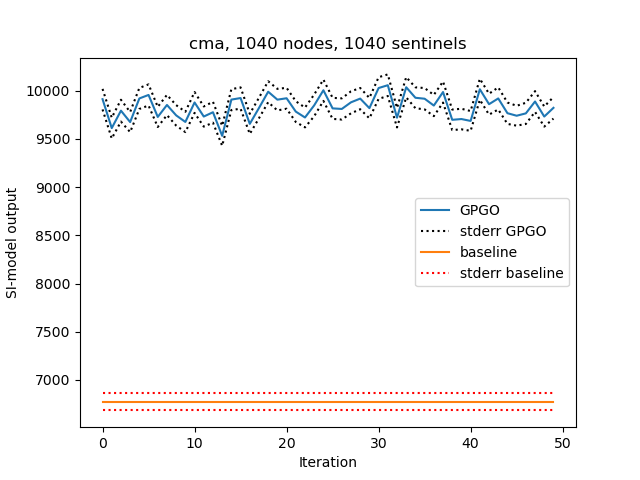 cma, 1040 nodes, 1040 sentinels
10000
9500
9000
8500
8000
7500
7000
SI-model output
GPGO
stderr GPGO
baseline
stderr baseline
0 10 20 30 40 50
Iteration